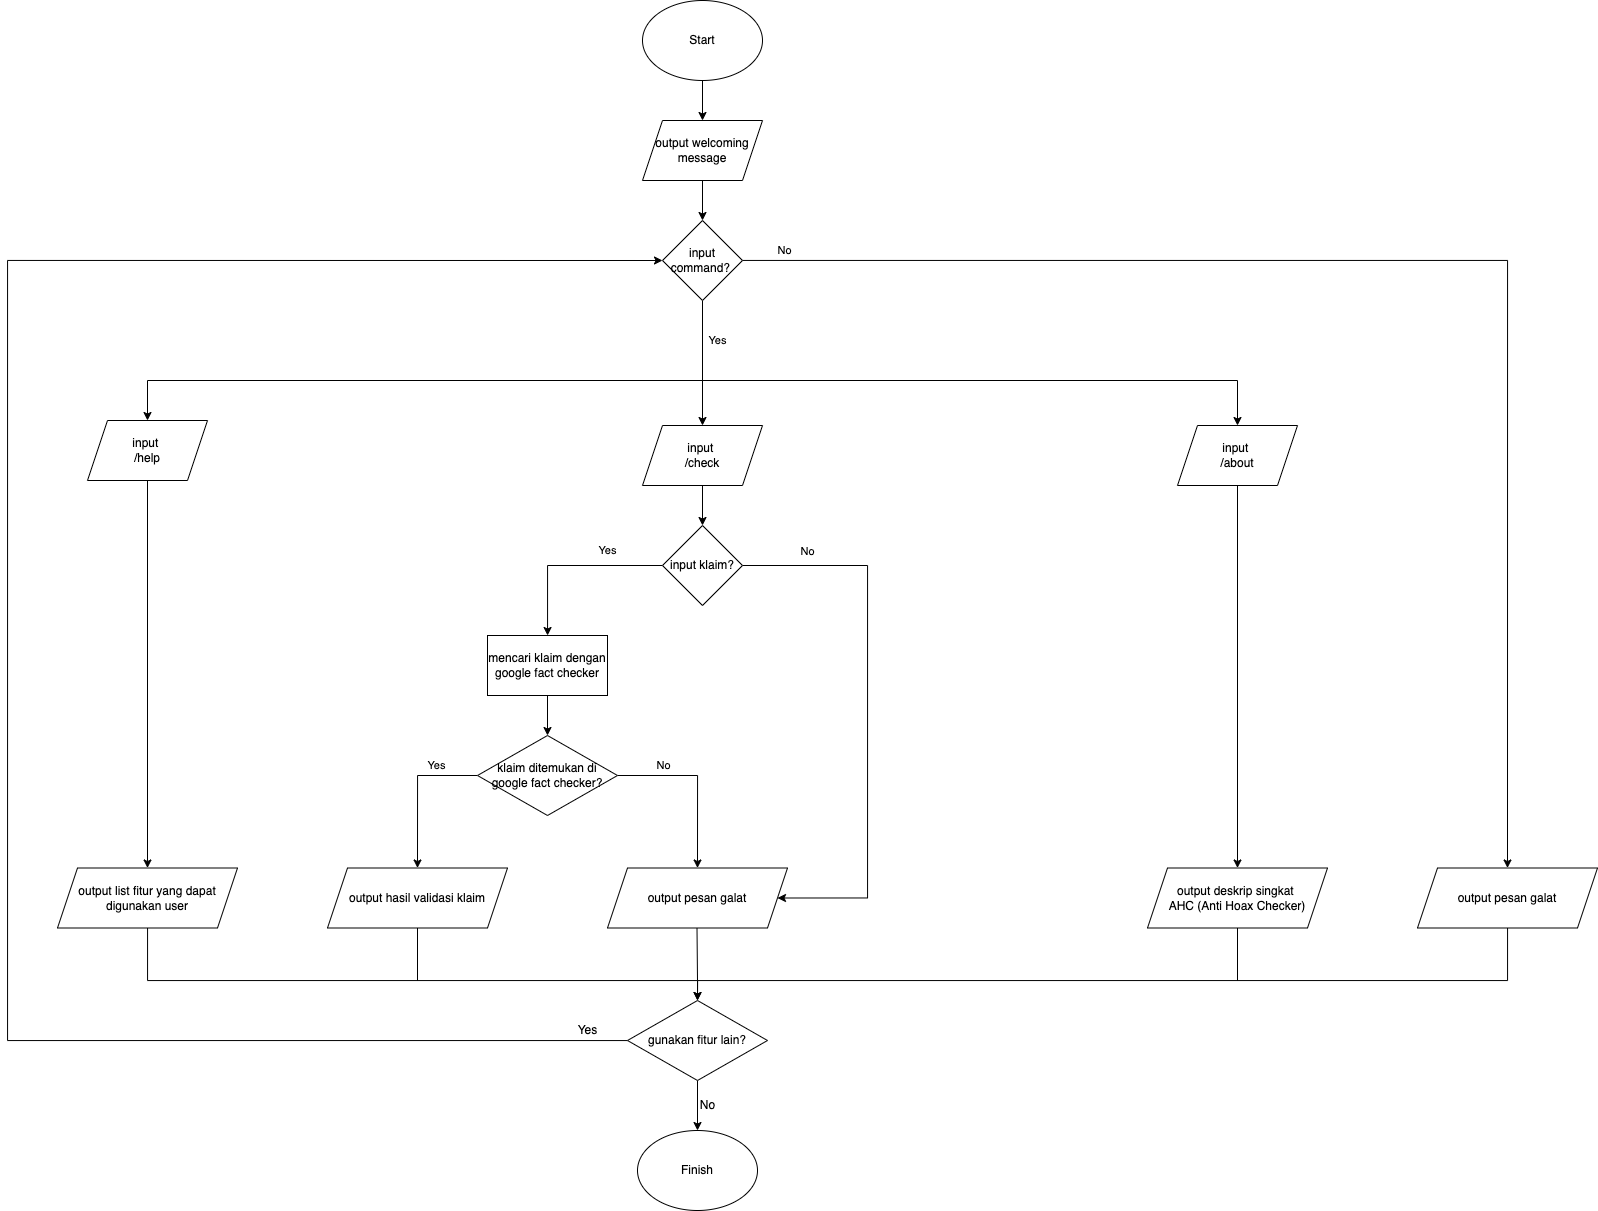 Start
output welcoming
message
input
command?
No
Yes
input
/help
input
/check
input
/about
Yes
input klaim?
No
mencari klaim dengan
google fact checker
Yes
klaim ditemukan di
google fact checker?
No
output list fitur yang dapat
digunakan user
output hasil validasi klaim
output pesan galat
output deskrip singkat
AHC (Anti Hoax Checker)
output pesan galat
Yes
gunakan fitur lain?
No
Finish